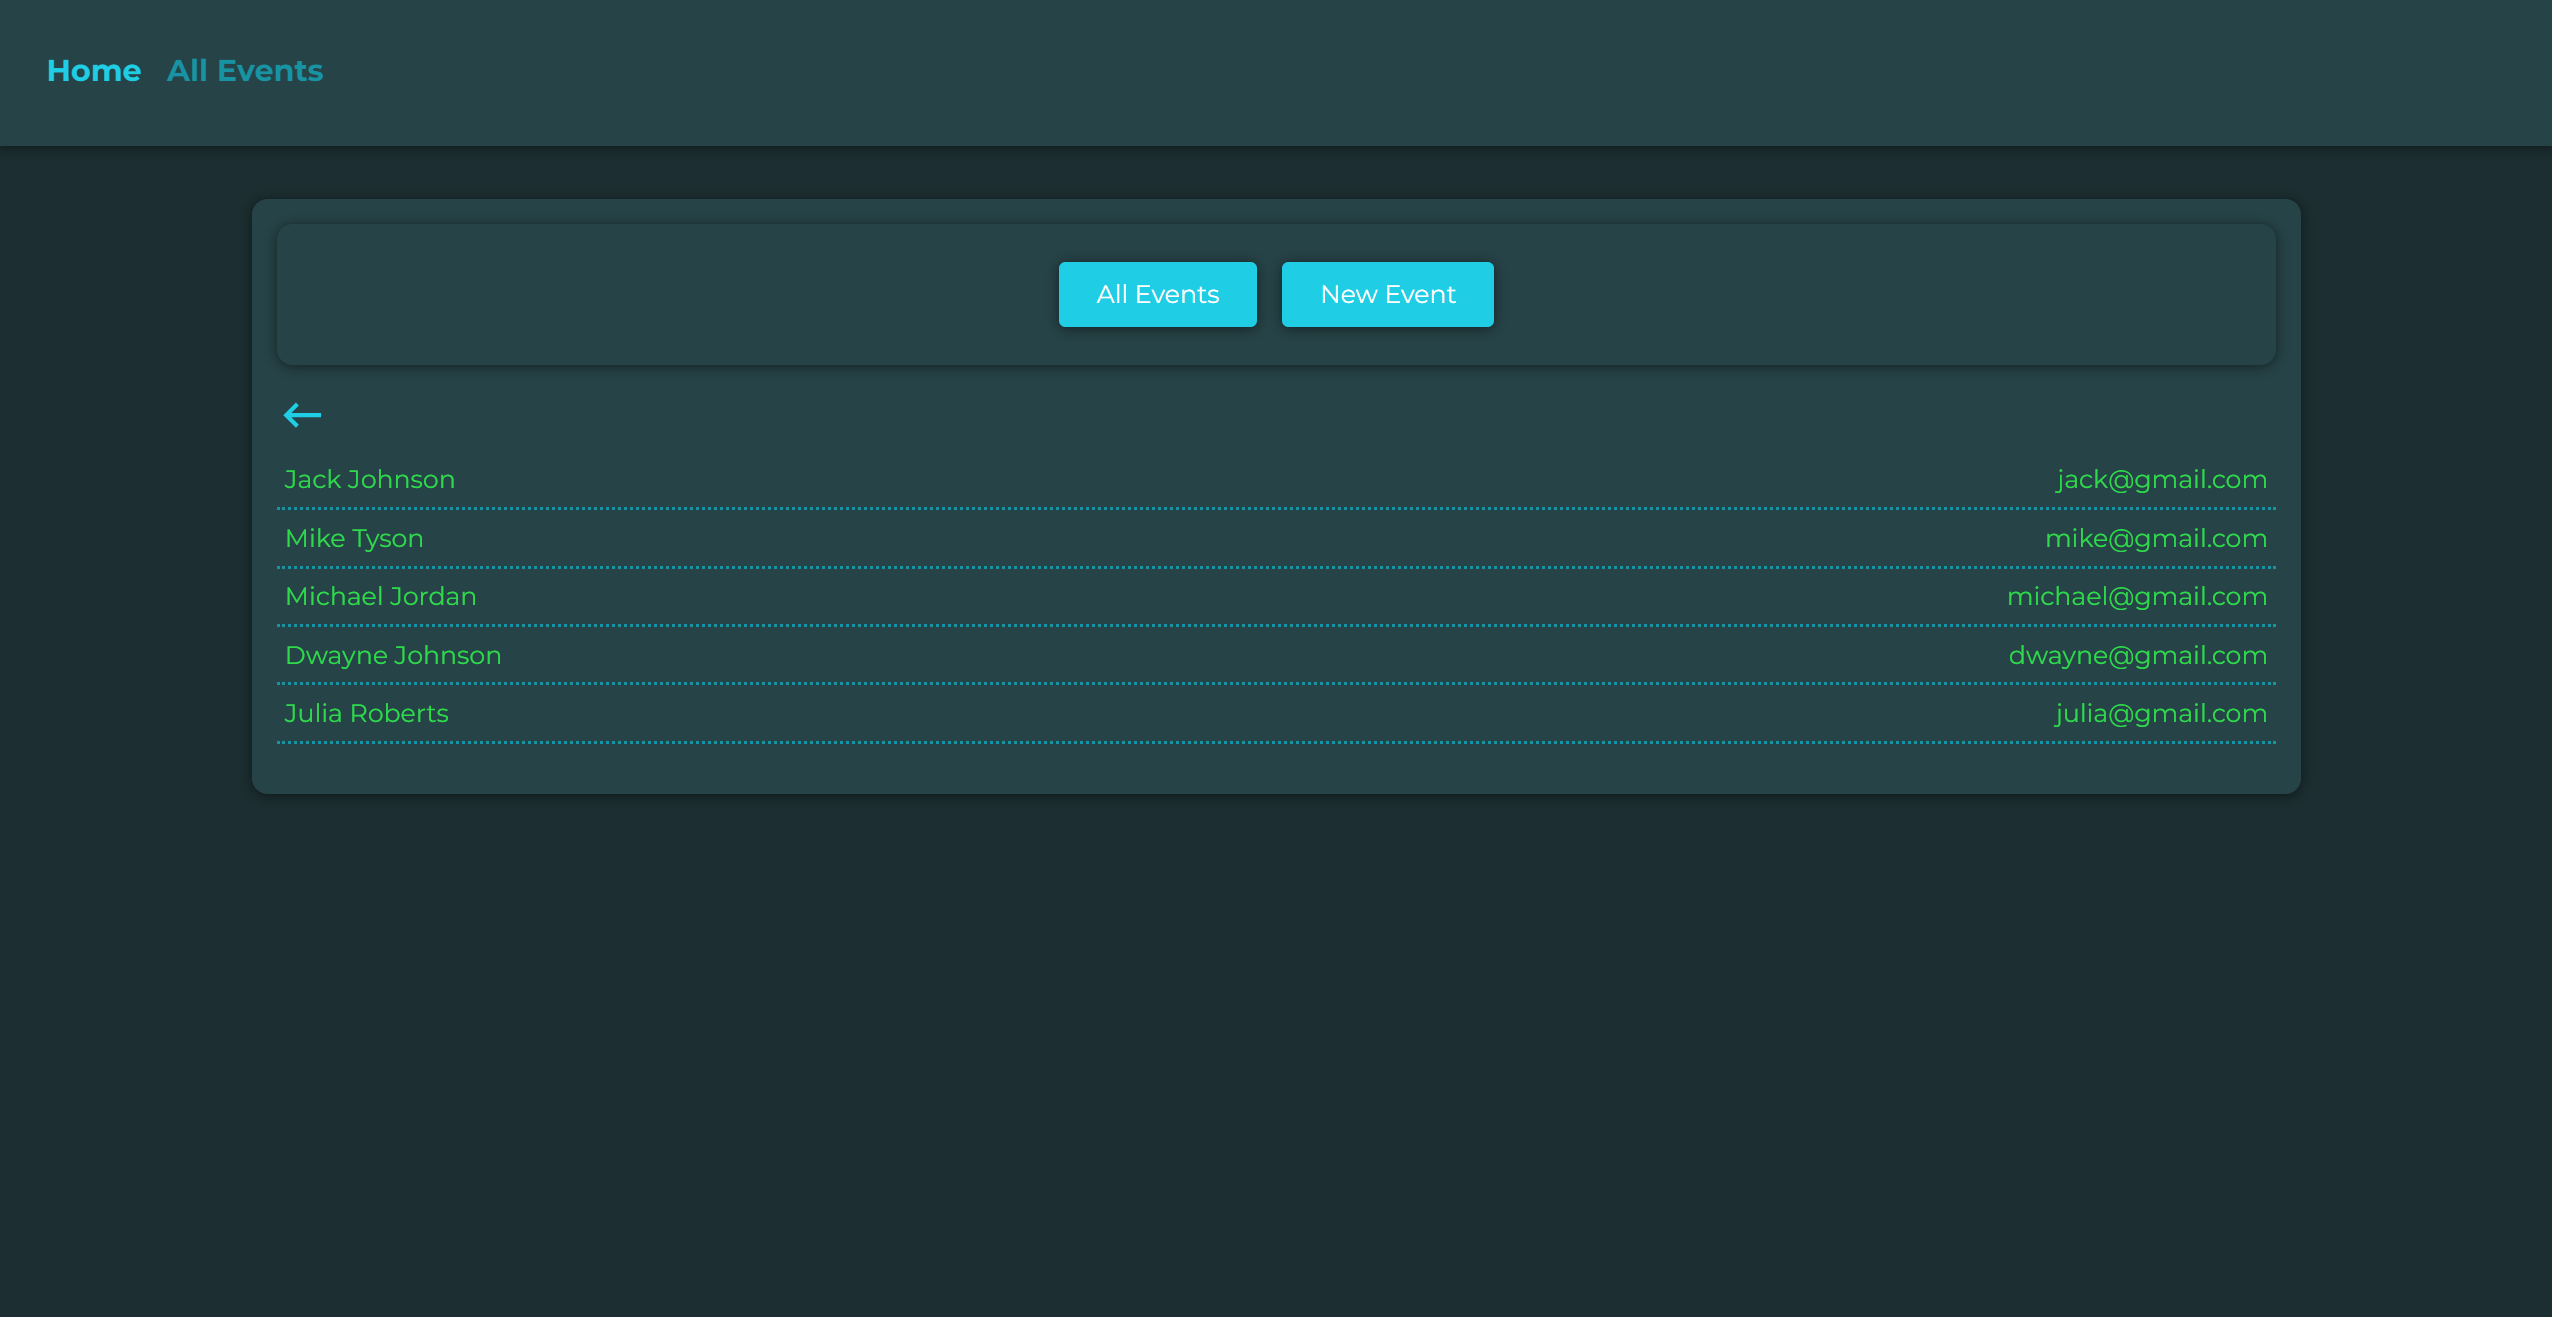 Home All Events
All Events New Event
Jack Johnson jack@gmail.com
Mike Tyson mike@gmail.com
Michael Jordan michael@gmail.com
Dwayne Johnson dwayne@gmail.com
Julia Roberts julia@gmail.com